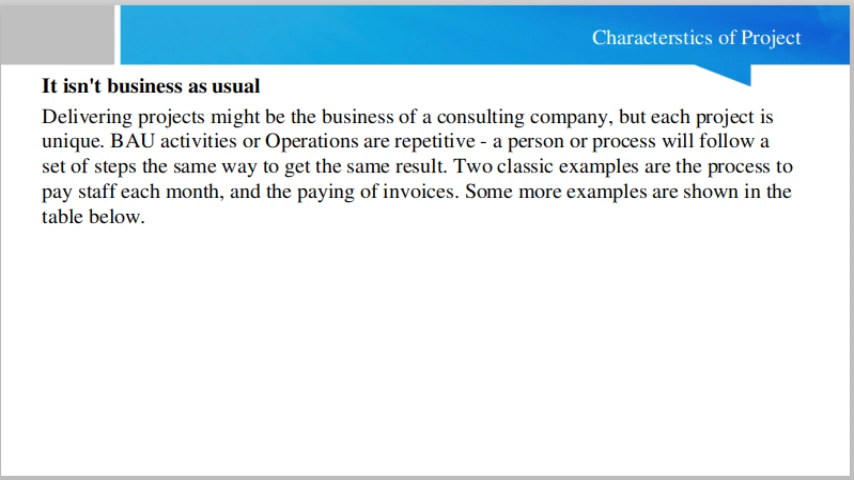 Characterstics of Project
It isn't business as usual
Delivering projects might be the business of a consulting company, but each project is
unique. BAU activities or Operations are repetitive - a person or process will follow a
set of steps the same way to get the same result. Two classic examples are the process to
pay staff each month, and the paying of invoices. Some more examples are shown in the
table below.